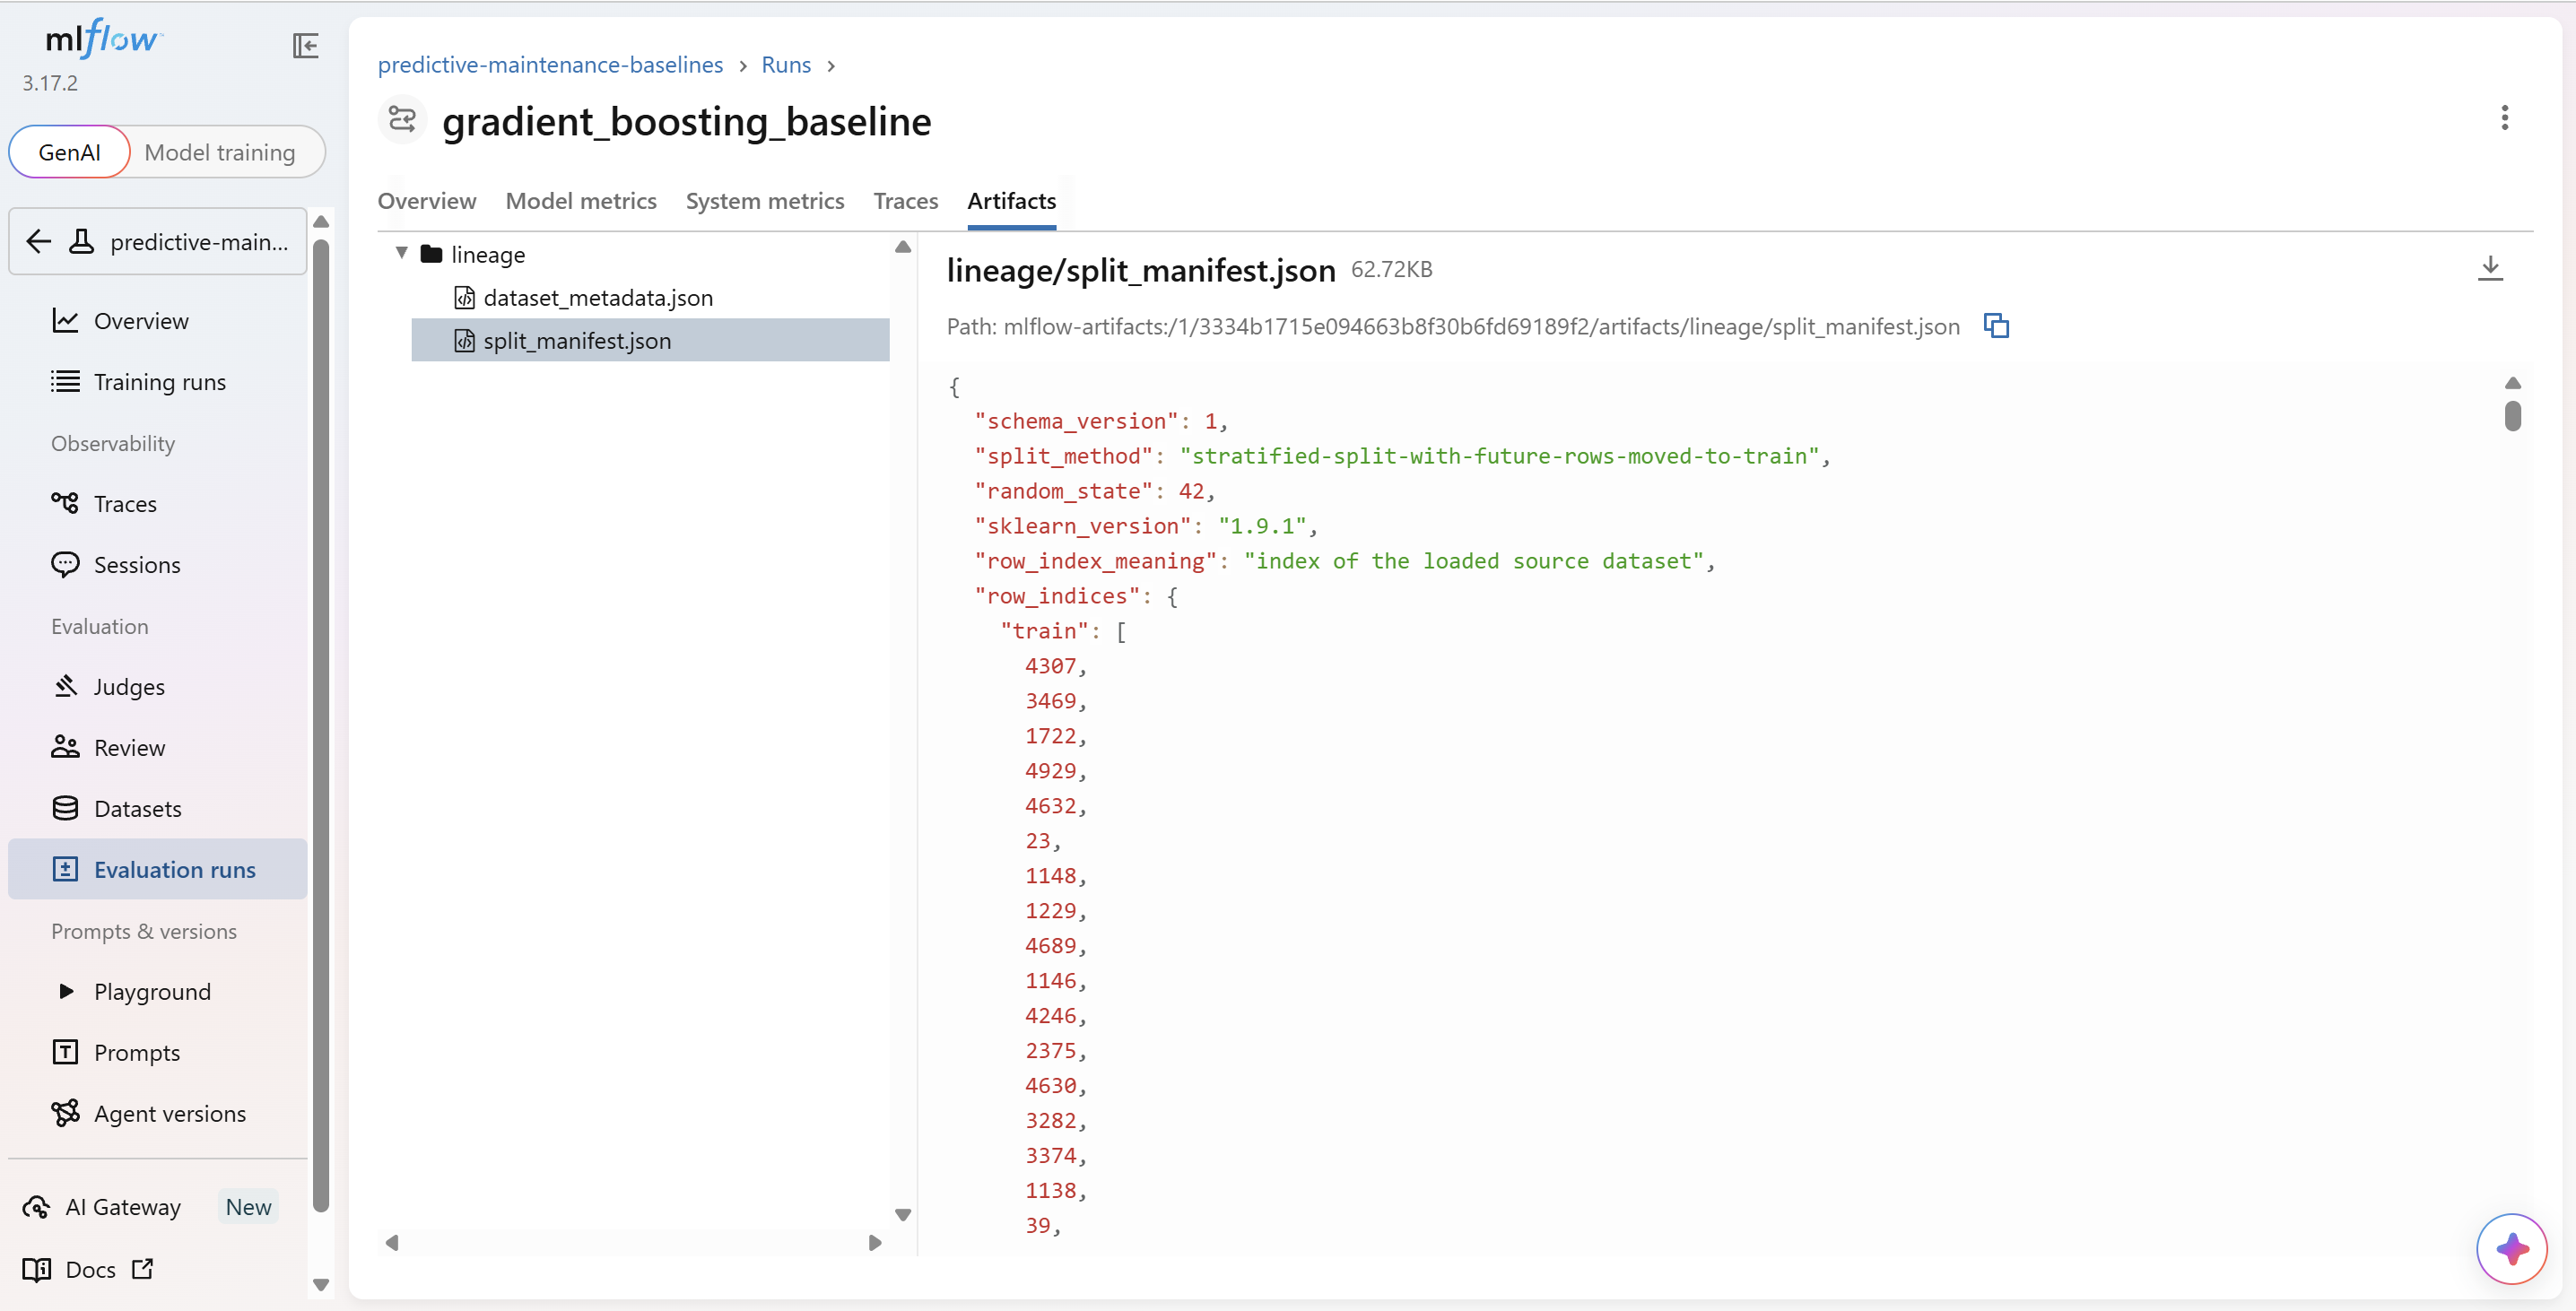 mlflow
3.17.2
GenAI
Model training
predictive-main...
Overview
Training runs
Observability
Traces
Sessions
Evaluation
Judges
Review
Datasets
Evaluation runs
Prompts & versions
Playground
Prompts
Agent versions
AI Gateway New
Docs
predictive-maintenance-baselines > Runs >
gradient_boosting_baseline
Overview Model metrics System metrics Traces Artifacts
lineage
dataset_metadata.json
split_manifest.json
lineage/split_manifest.json 62.72KB
Path: mlflow-artifacts:/1/3334b1715e094663b8f30b6fd69189f2/artifacts/lineage/split_manifest.json
{
"schema_version": 1,
"split_method": "stratified-split-with-future-rows-moved-to-train",
"random_state": 42,
"sklearn_version": "1.9.1",
"row_index_meaning": "index of the loaded source dataset",
"row_indices": {
"train": [
4307,
3469,
1722,
4929,
4632,
23,
1148,
1229,
4689,
1146,
4246,
2375,
4630,
3282,
3374,
1138,
39,